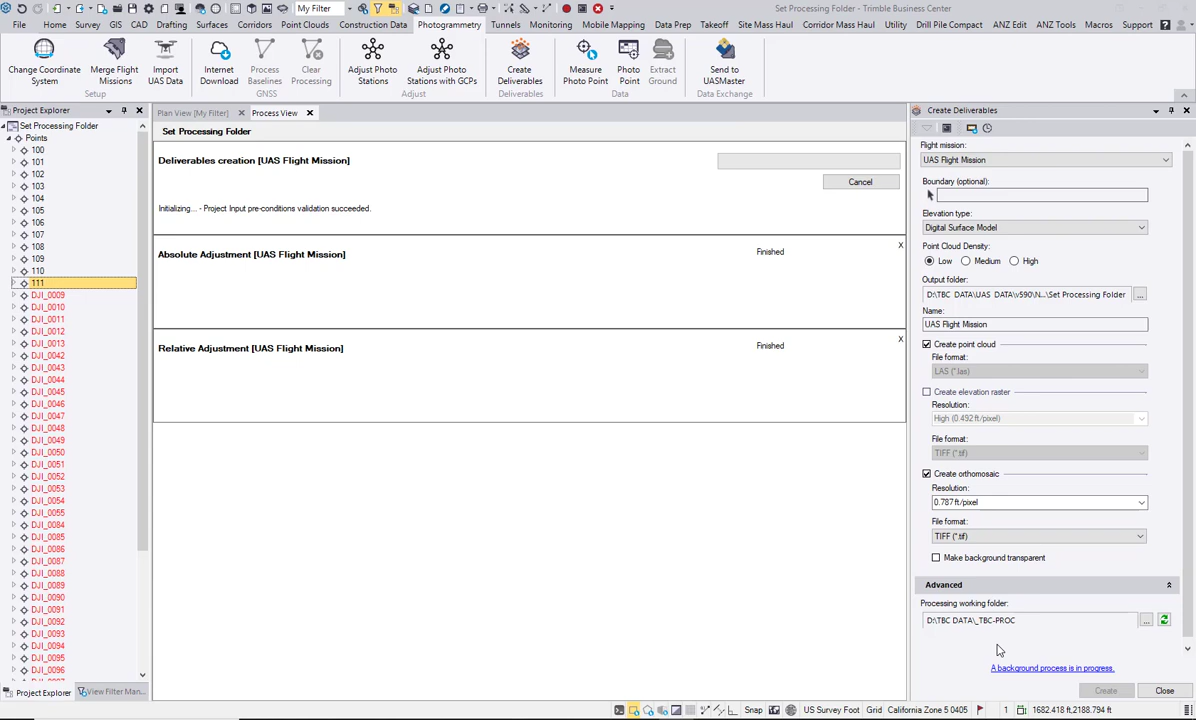 My Filter
Set Processing Folder - Trimble Business Center
File Home Survey GIS CAD Drafting Surfaces Corridors Point Clouds Construction Data Photogrammetry Tunnels Monitoring Mobile Mapping Data Prep Takeoff Site Mass Haul Corridor Mass Haul Utility Drill Pile Compact ANZ Edit ANZ Tools Macros Support
Change Coordinate System
Merge Flight Missions
Import UAS Data
Internet Download
Process Baselines
Clear Processing
Adjust Photo Stations
Adjust Photo Stations with GCPs
Create Deliverables
Measure Photo Point
Photo Point
Extract Ground
Send to UASMaster
Setup
GNSS
Adjust
Deliverables
Data
Data Exchange
Project Explorer
Set Processing Folder
Points
100
101
102
103
104
105
106
107
108
109
110
111
DJI_0009
DJI_0010
DJI_0011
DJI_0012
DJI_0013
DJI_0042
DJI_0043
DJI_0044
DJI_0045
DJI_0046
DJI_0047
DJI_0048
DJI_0049
DJI_0050
DJI_0051
DJI_0052
DJI_0053
DJI_0054
DJI_0055
DJI_0084
DJI_0085
DJI_0086
DJI_0087
DJI_0088
DJI_0089
DJI_0090
DJI_0091
DJI_0092
DJI_0093
DJI_0094
DJI_0095
DJI_0096
Project Explorer
View Filter Man...
Plan View [My Filter]
Process View
Set Processing Folder
Deliverables creation [UAS Flight Mission]
Cancel
Initializing... - Project Input pre-conditions validation succeeded.
Absolute Adjustment [UAS Flight Mission]
Finished
X
Relative Adjustment [UAS Flight Mission]
Finished
X
Create Deliverables
Flight mission:
UAS Flight Mission
Boundary (optional):
Elevation type:
Digital Surface Model
Point Cloud Density:
Low Medium High
Output folder:
D:\TBC DATA\UAS DATA\v590\N...\Set Processing Folder
...
Name:
UAS Flight Mission
Create point cloud
File format:
LAS (*.las)
Create elevation raster
Resolution:
High (0.492 ft/pixel)
File format:
TIFF (*.tif)
Create orthomosaic
Resolution:
0.787 ft/pixel
File format:
TIFF (*.tif)
Make background transparent
Advanced
Processing working folder:
D:\TBC DATA\_TBC-PROC
...
A background process is in progress.
Create
Close
Snap
US Survey Foot
Grid
California Zone 5 0405
1
1682.418 ft,2188.794 ft